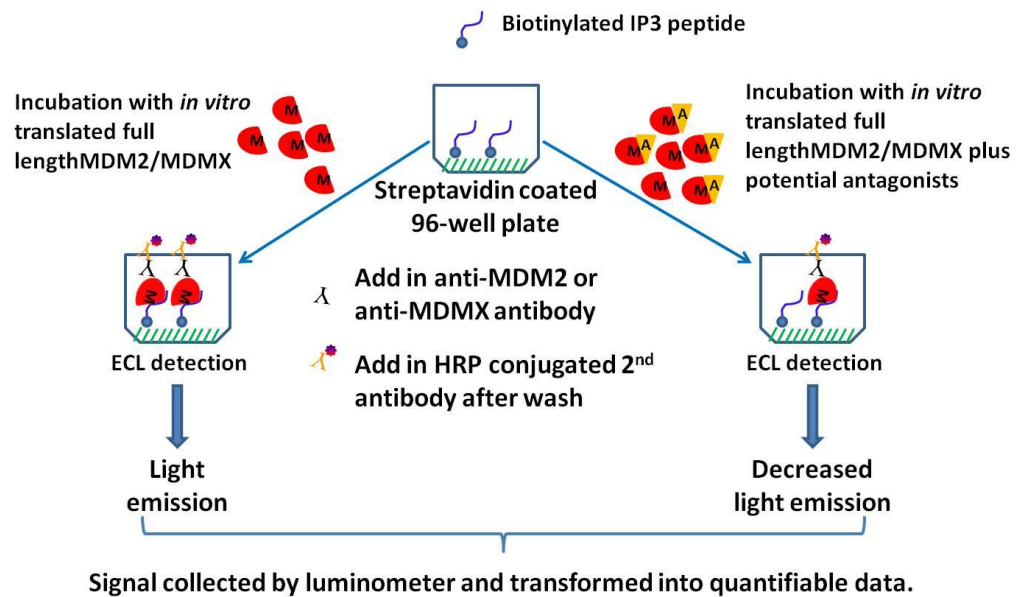 Biotinylated IP3 peptide
Incubation with in vitro
translated full
lengthMDM2/MDMX
M
M
M
M
M
M
Incubation with in vitro
translated full
lengthMDM2/MDMX plus
potential antagonists
M A
M A
M
M A
M
M A
Streptavidin coated
96-well plate
Add in anti-MDM2 or
anti-MDMX antibody
Add in HRP conjugated 2nd
antibody after wash
Y Y
M M
ECL detection
Y
M
ECL detection
Light
emission
Decreased
light emission
Signal collected by luminometer and transformed into quantifiable data.